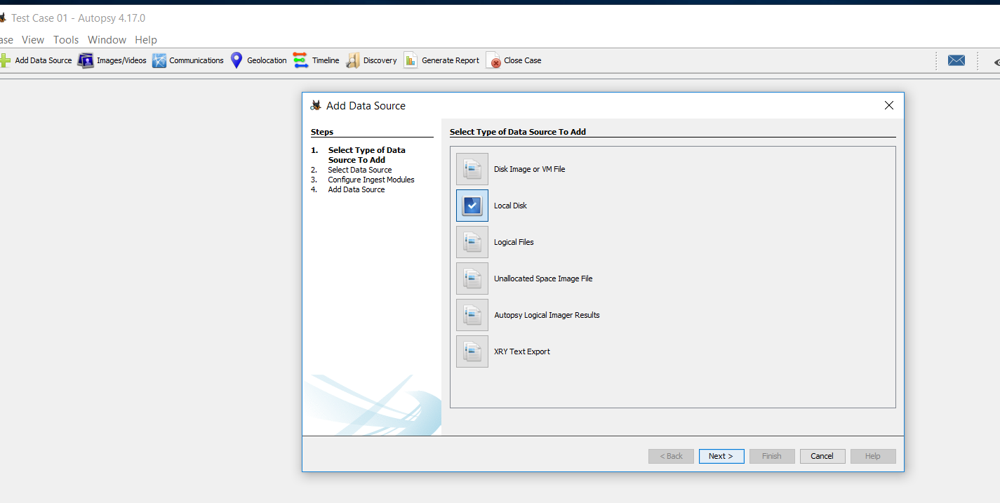 Test Case 01 - Autopsy 4.17.0
ase View Tools Window Help
Add Data Source Images/Videos Communications Geolocation Timeline Discovery Generate Report Close Case
Add Data Source
Steps
1. Select Type of Data
Source To Add
2. Select Data Source
3. Configure Ingest Modules
4. Add Data Source
Select Type of Data Source To Add
Disk Image or VM File
Local Disk
Logical Files
Unallocated Space Image File
Autopsy Logical Imager Results
XRY Text Export
< Back Next > Finish Cancel Help